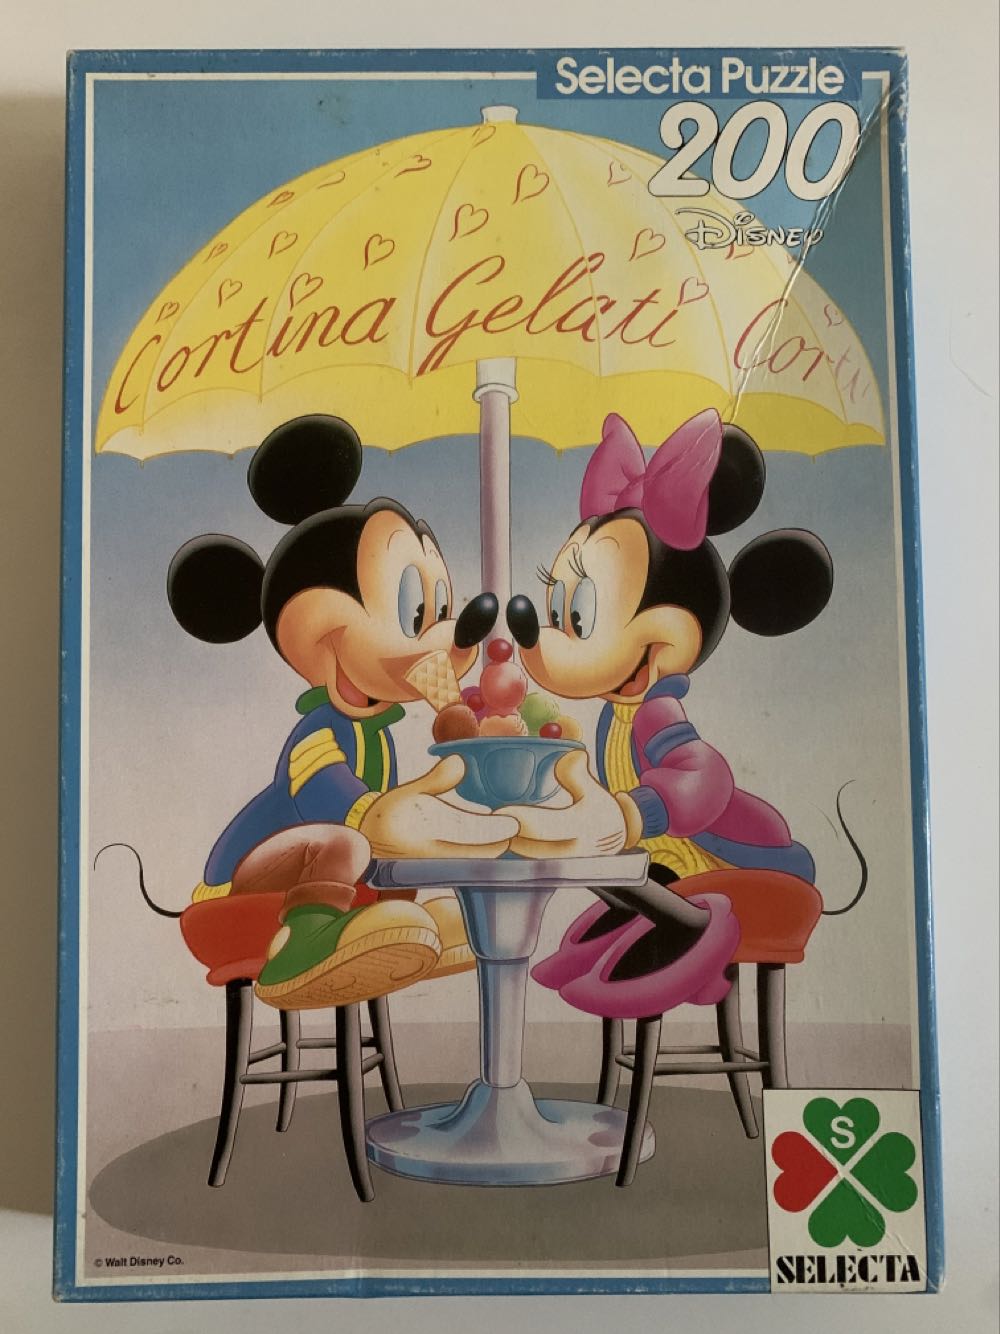 Selecta Puzzle
200
DISNEY
Cortina Gelati Corti
© Walt Disney Co.
S
SELECTA